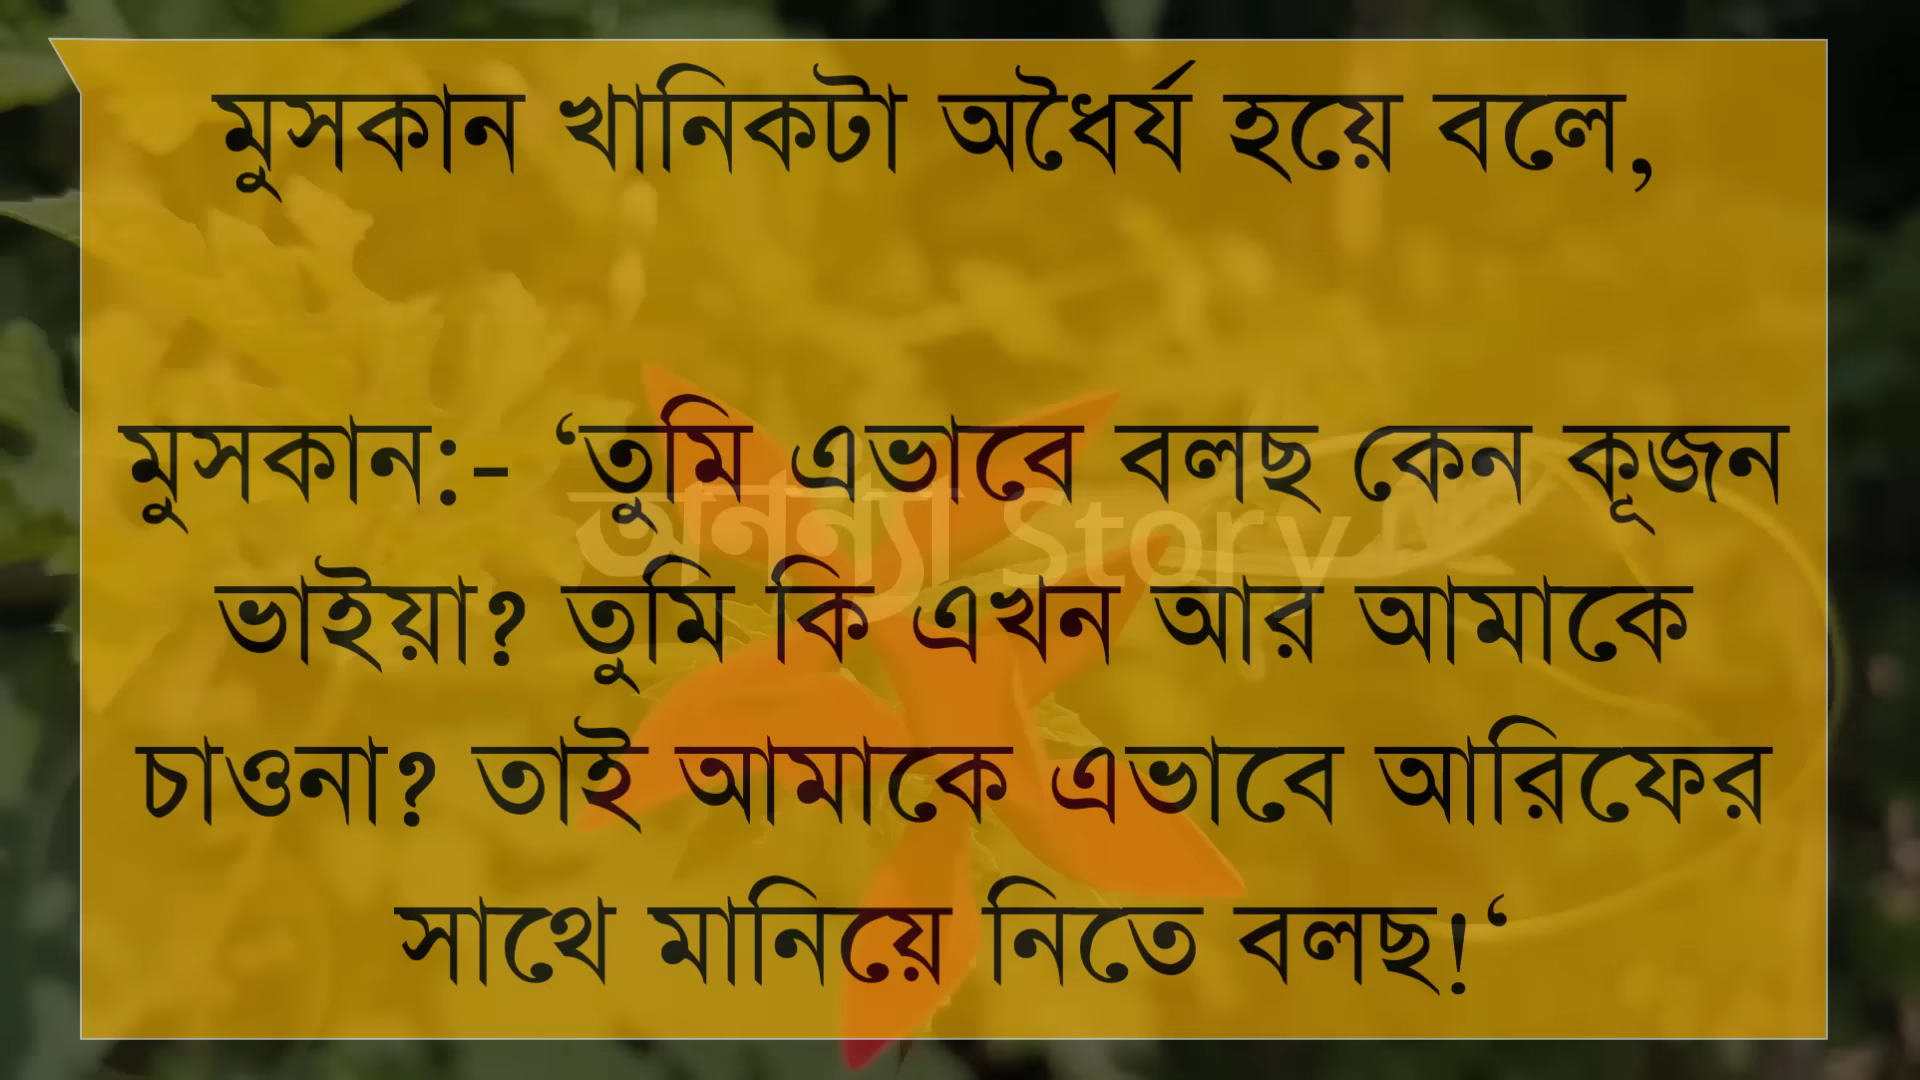 মুসকান খানিকটা অধৈর্য হয়ে বলে,
মুসকান:- ‘তুমি এভাবে বলছ কেন কূজন
অনন্যা Story
ভাইয়া? তুমি কি এখন আর আমাকে
চাওনা? তাই আমাকে এভাবে আরিফের
সাথে মানিয়ে নিতে বলছ!‘